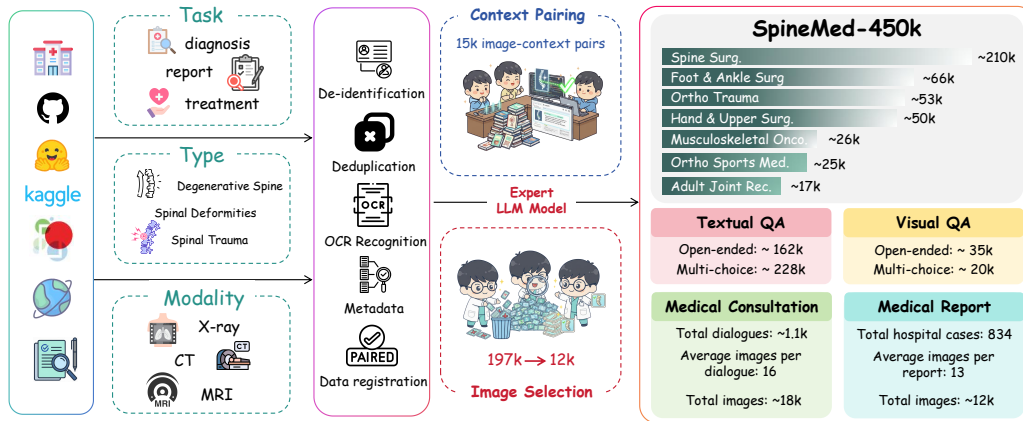 kaggle
Task
diagnosis
report
treatment
Type
Degenerative Spine
Spinal Deformities
Spinal Trauma
Modality
X-ray
CT
CT
MRI
MRI
De-identification
Deduplication
OCR
OCR Recognition
Metadata
PAIRED
Data registration
Context Pairing
15k image-context pairs
Expert
LLM Model
197k → 12k
Image Selection
SpineMed-450k
Spine Surg. ~210k
Foot & Ankle Surg ~66k
Ortho Trauma ~53k
Hand & Upper Surg. ~50k
Musculoskeletal Onco. ~26k
Ortho Sports Med. ~25k
Adult Joint Rec. ~17k
Textual QA
Open-ended: ~ 162k
Multi-choice: ~ 228k
Visual QA
Open-ended: ~ 35k
Multi-choice: ~ 20k
Medical Consultation
Total dialogues: ~1.1k
Average images per
dialogue: 16
Total images: ~18k
Medical Report
Total hospital cases: 834
Average images per
report: 13
Total images: ~12k